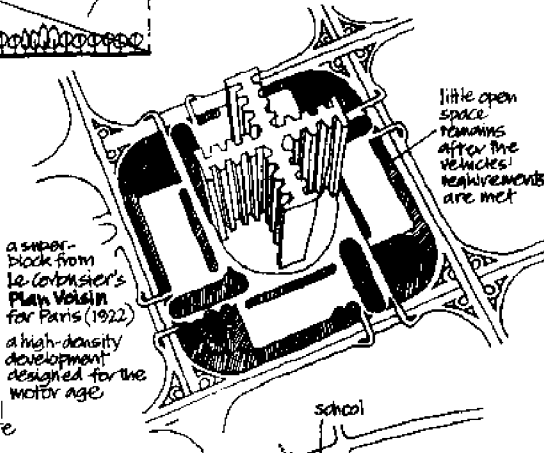 little open
space
remains
after the
vehicles'
requirements
are met
a super-
block from
Le Corbusier's
Plan Voisin
for Paris (1922)
a high-density
development
designed for the
motor age
school